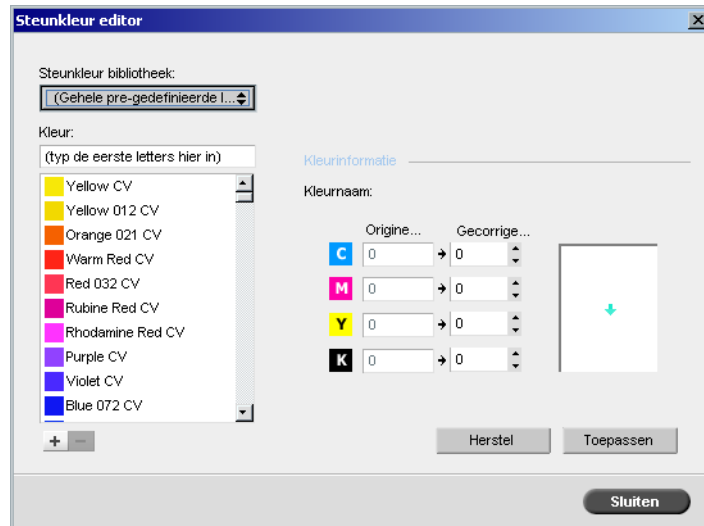 Steunkleur editor
Steunkleur bibliotheek:
(Gehele pre-gedefinieerde l...
Kleur:
(typ de eerste letters hier in)
Yellow CV
Yellow 012 CV
Orange 021 CV
Warm Red CV
Red 032 CV
Rubine Red CV
Rhodamine Red CV
Purple CV
Violet CV
Blue 072 CV
+ −
Kleurinformatie
Kleurnaam:
Origine... Gecorrige...
C 0 0
M 0 0
Y 0 0
K 0 0
Herstel Toepassen
Sluiten